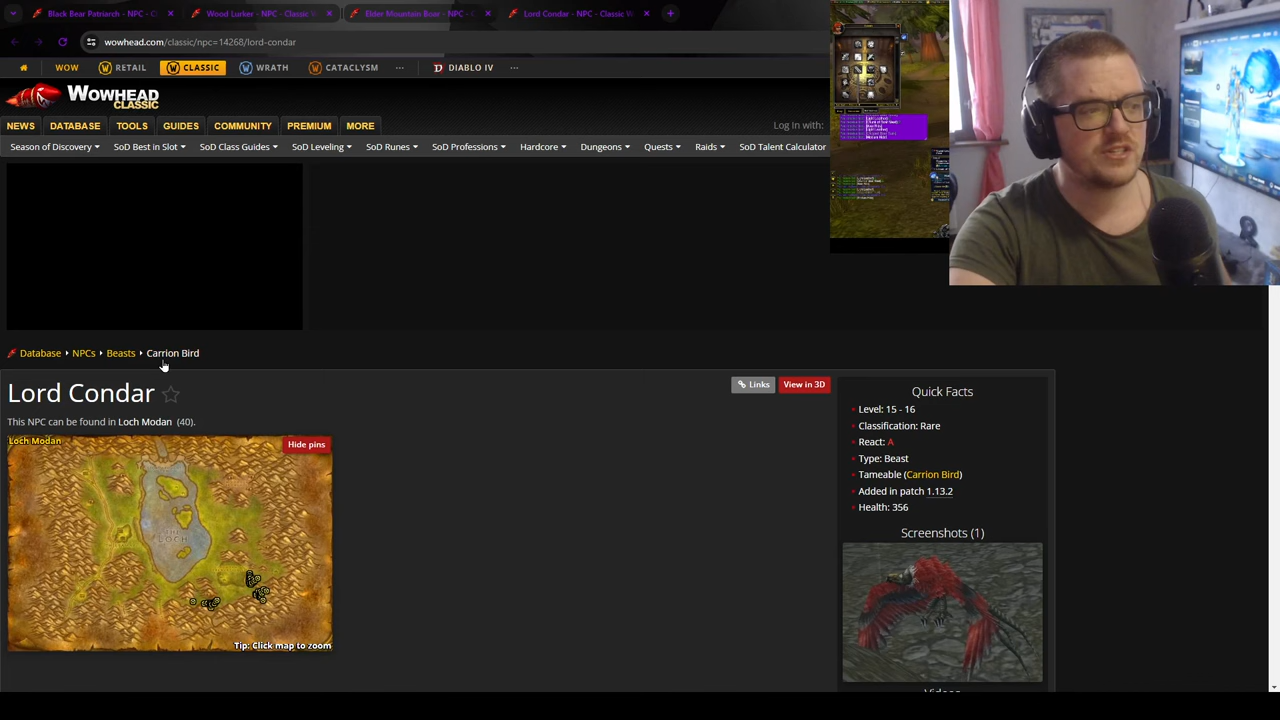 Black Bear Patriarch - NPC - C
Wood Lurker - NPC - Classic W
Elder Mountain Boar - NPC -
Lord Condar - NPC - Classic W
wowhead.com/classic/npc=14268/lord-condar
WOW RETAIL CLASSIC WRATH CATACLYSM ... DIABLO IV ...
WOWHEAD
CLASSIC
NEWS DATABASE TOOLS COMMUNITY PREMIUM MORE
Log In with:
Season of Discovery SoD Best in Slot SoD Class Guides SoD Leveling SoD Runes SoD Professions Hardcore Dungeons Quests Raids SoD Talent Calculator
Database NPCs Beasts Carrion Bird
Lord Condar
Links
View in 3D
This NPC can be found in Loch Modan (40).
Loch Modan
Hide pins
THE
LOCH
Tip: Click map to zoom
Quick Facts
Level: 15 - 16
Classification: Rare
React: A
Type: Beast
Tameable (Carrion Bird)
Added in patch 1.13.2
Health: 356
Screenshots (1)
Videos